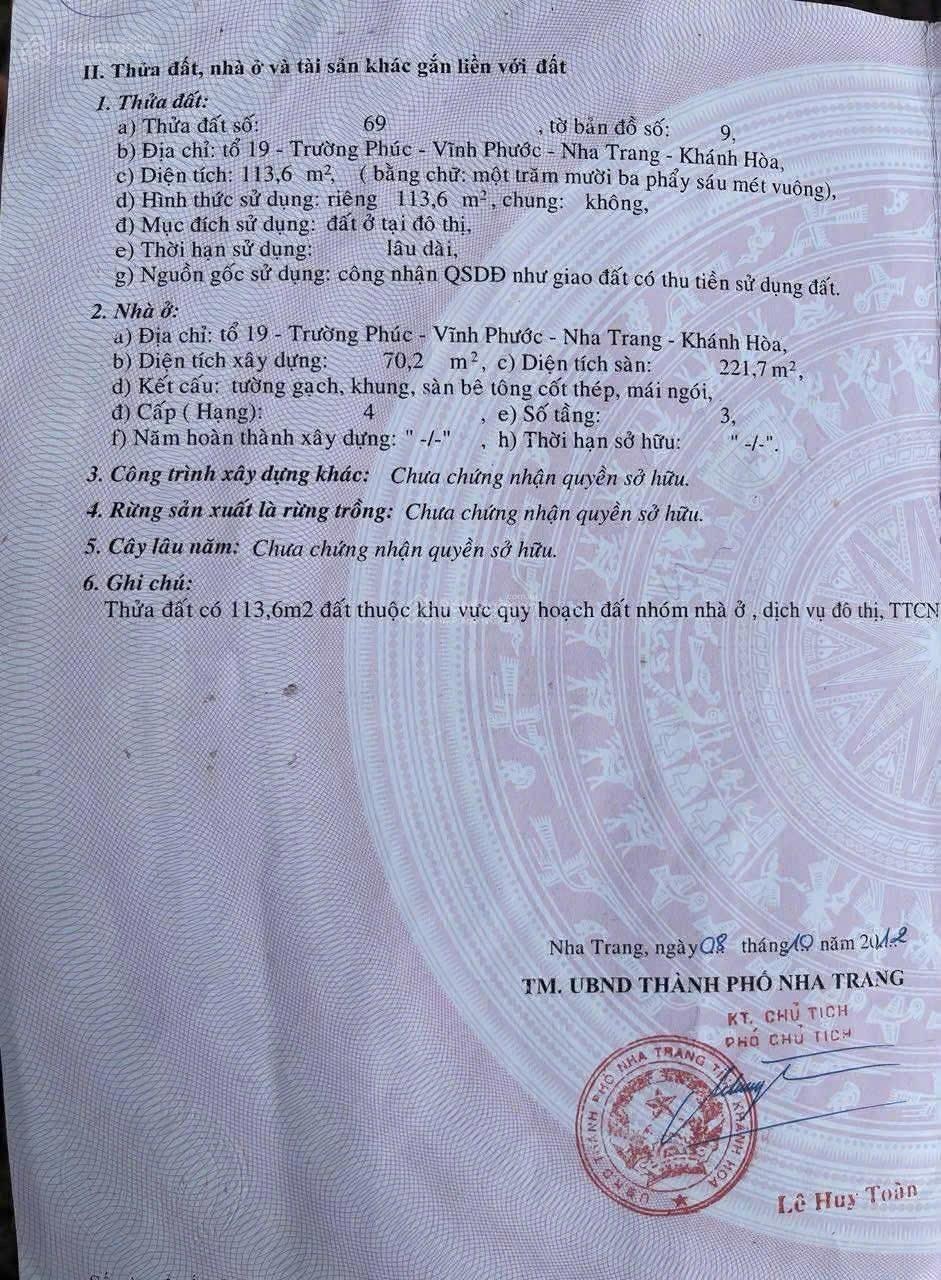 II. Thửa đất, nhà ở và tài sản khác gắn liền với đất
1. Thửa đất:
a) Thửa đất số: 69 , tờ bản đồ số: 9,
b) Địa chỉ: tổ 19 - Trường Phúc - Vĩnh Phước - Nha Trang - Khánh Hòa,
c) Diện tích: 113,6 m², ( bằng chữ: một trăm mười ba phẩy sáu mét vuông),
d) Hình thức sử dụng: riêng 113,6 m², chung: không,
đ) Mục đích sử dụng: đất ở tại đô thị,
e) Thời hạn sử dụng: lâu dài,
g) Nguồn gốc sử dụng: công nhận QSDĐ như giao đất có thu tiền sử dụng đất.
2. Nhà ở:
a) Địa chỉ: tổ 19 - Trường Phúc - Vĩnh Phước - Nha Trang - Khánh Hòa,
b) Diện tích xây dựng: 70,2 m², c) Diện tích sàn: 221,7 m²,
d) Kết cấu: tường gạch, khung, sàn bê tông cốt thép, mái ngói,
đ) Cấp ( Hạng): 4 , e) Số tầng: 3,
f) Năm hoàn thành xây dựng: " -/-" , h) Thời hạn sở hữu: " -/-".
3. Công trình xây dựng khác: Chưa chứng nhận quyền sở hữu.
4. Rừng sản xuất là rừng trồng: Chưa chứng nhận quyền sở hữu.
5. Cây lâu năm: Chưa chứng nhận quyền sở hữu.
6. Ghi chú:
Thửa đất có 113,6m2 đất thuộc khu vực quy hoạch đất nhóm nhà ở , dịch vụ đô thị, TTCN
Nha Trang, ngày 08 tháng 10 năm 2012
TM. UBND THÀNH PHỐ NHA TRANG
KT. CHỦ TỊCH
PHÓ CHỦ TỊCH
U.B.N.D THÀNH PHỐ NHA TRANG T. KHÁNH HÒA
Lê Huy Toàn